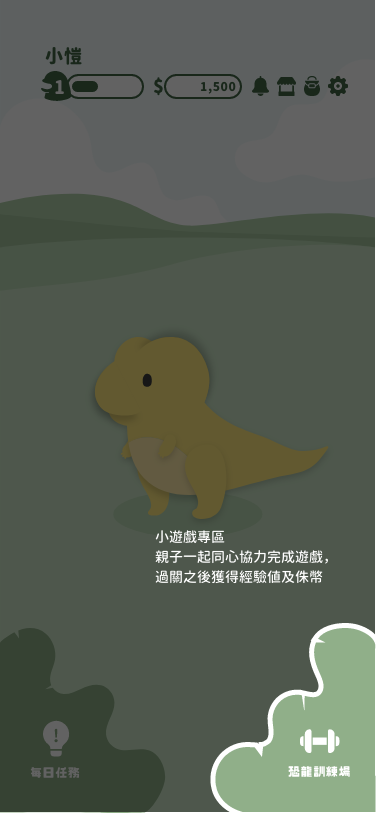 小愷
1
$ 1,500
小遊戲專區
親子一起同心協力完成遊戲，
過關之後獲得經驗值及侏幣
每日任務
恐龍訓練場